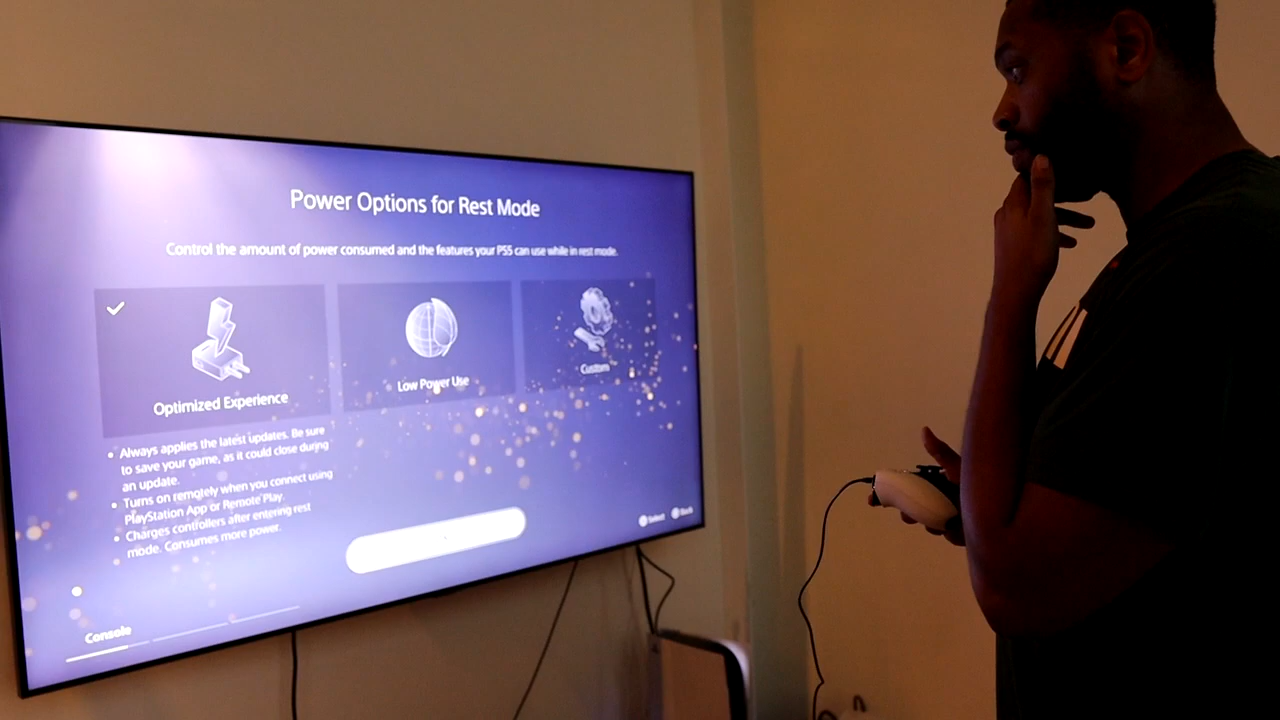 Power Options for Rest Mode
Control the amount of power consumed and the features your PS5 can use while in rest mode.
Optimized Experience
Low Power Use
Custom
• Always applies the latest updates. Be sure
to save your game, as it could close during
an update.
• Turns on remotely when you connect using
PlayStation App or Remote Play.
• Charges controllers after entering rest
mode. Consumes more power.
Select
Back
Console